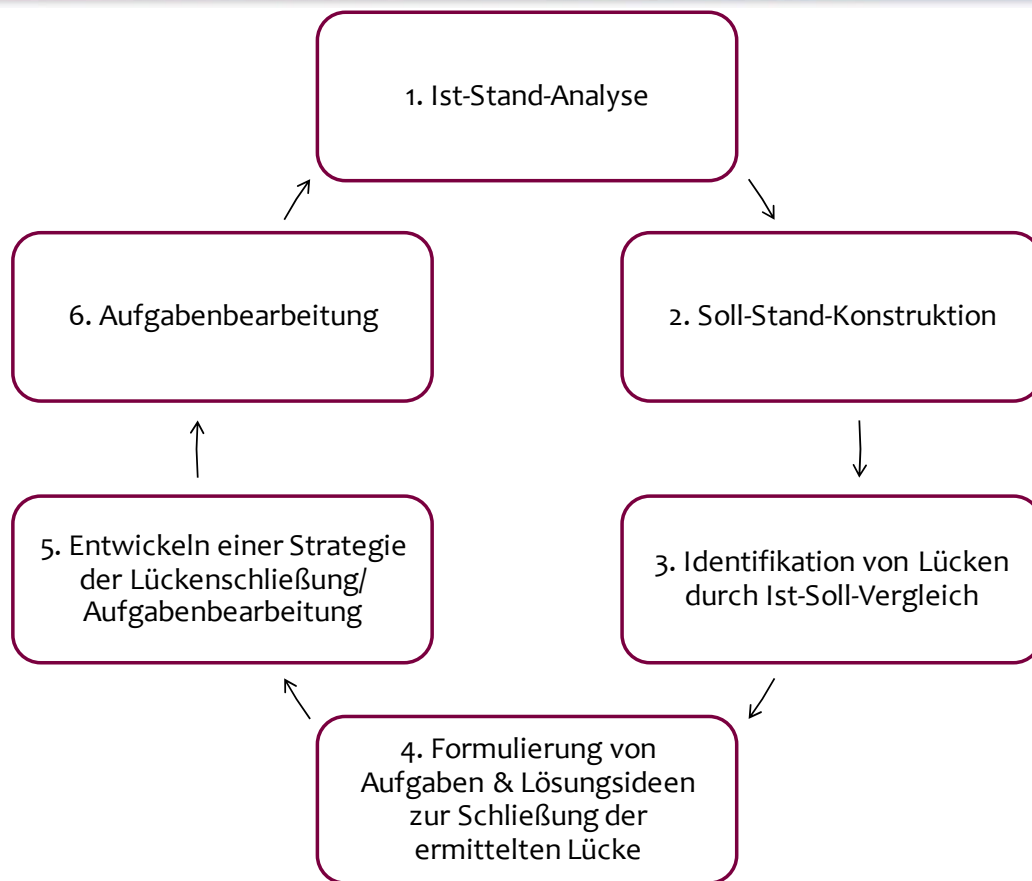 1. Ist-Stand-Analyse
2. Soll-Stand-Konstruktion
3. Identifikation von Lücken
durch Ist-Soll-Vergleich
4. Formulierung von
Aufgaben & Lösungsideen
zur Schließung der
ermittelten Lücke
5. Entwickeln einer Strategie
der Lückenschließung/
Aufgabenbearbeitung
6. Aufgabenbearbeitung